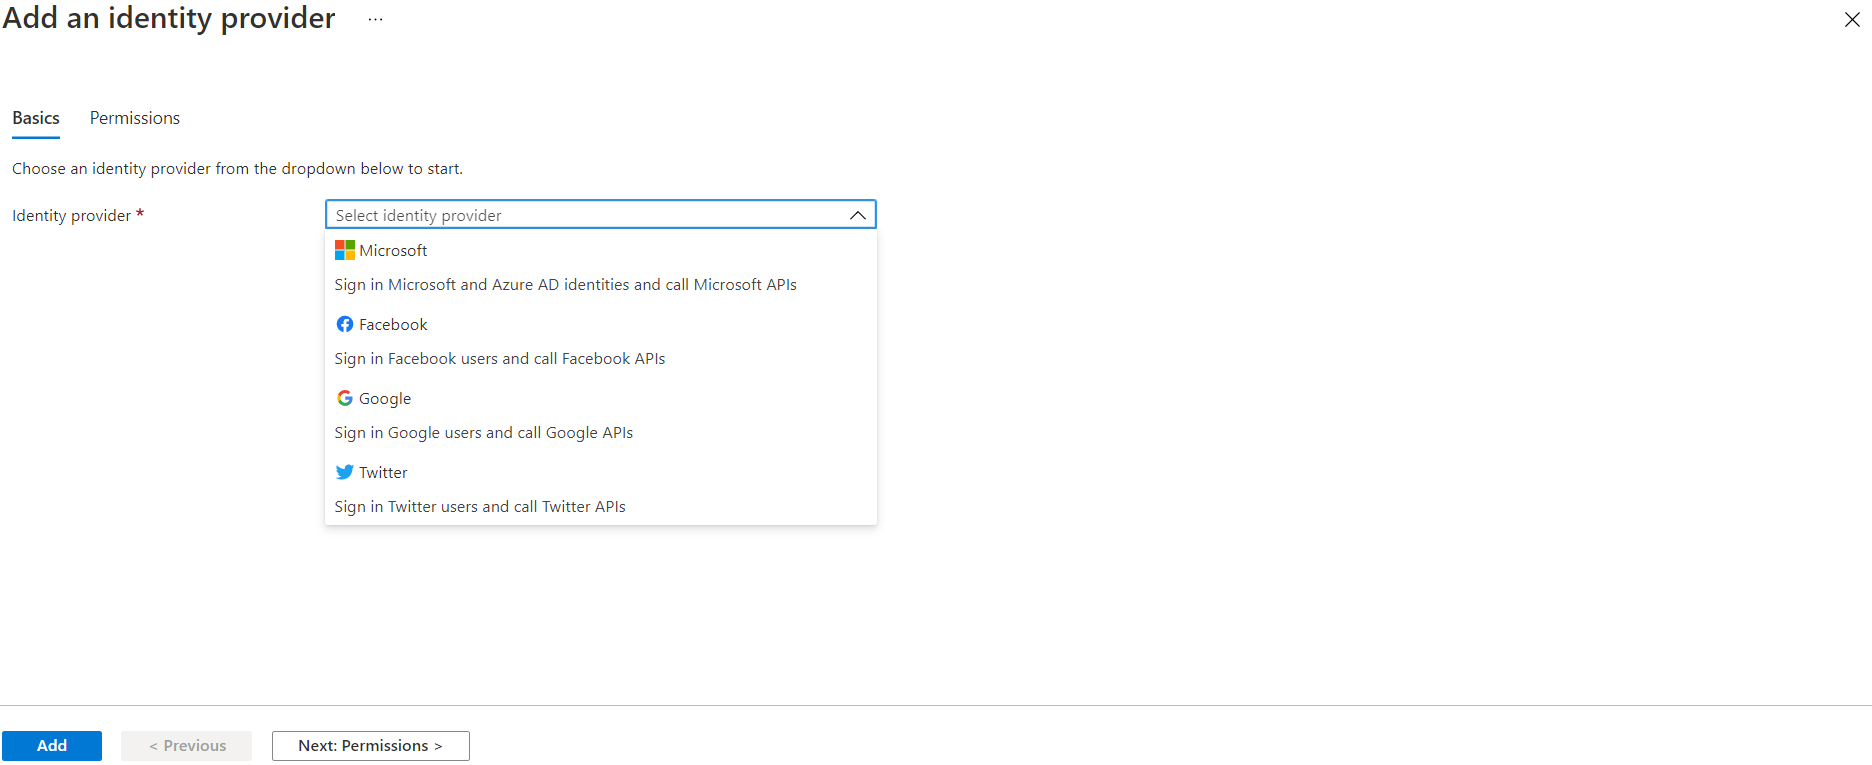 Add an identity provider ...
Basics Permissions
Choose an identity provider from the dropdown below to start.
Identity provider * Select identity provider
Microsoft
Sign in Microsoft and Azure AD identities and call Microsoft APIs
Facebook
Sign in Facebook users and call Facebook APIs
Google
Sign in Google users and call Google APIs
Twitter
Sign in Twitter users and call Twitter APIs
Add < Previous Next: Permissions >